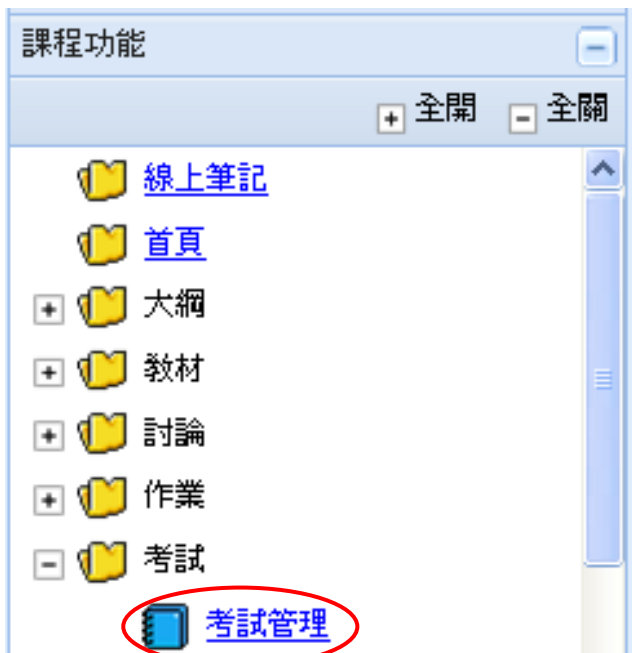 課程功能
全開 全關
線上筆記
首頁
大綱
教材
討論
作業
考試
考試管理